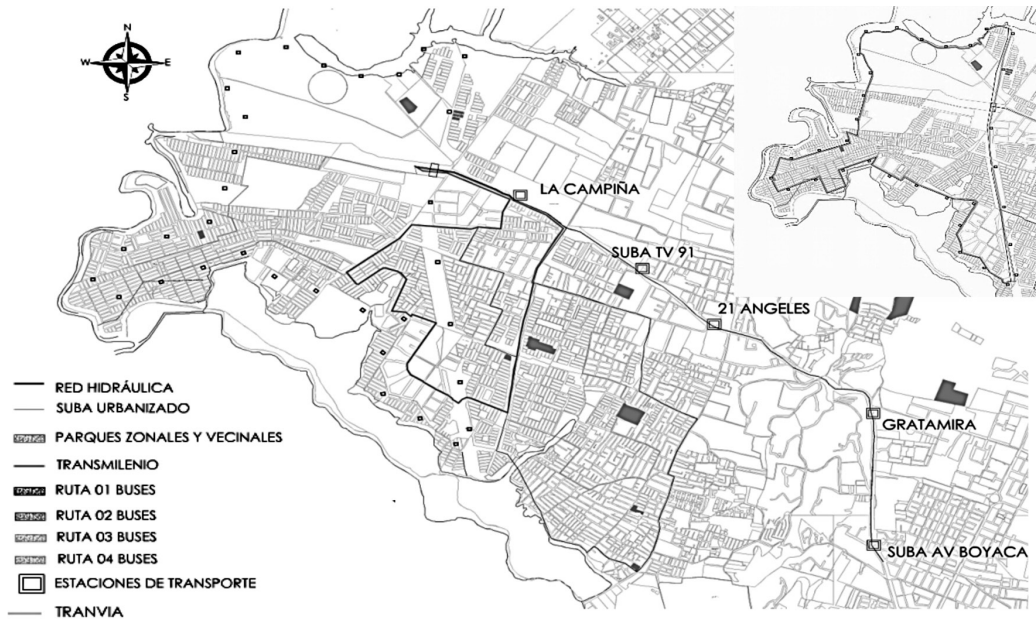 N
W E
S
LA CAMPIÑA
SUBA TV 91
21 ANGELES
GRATAMIRA
SUBA AV BOYACA
RED HIDRÁULICA
SUBA URBANIZADO
PARQUES ZONALES Y VECINALES
TRANSMILENIO
RUTA 01 BUSES
RUTA 02 BUSES
RUTA 03 BUSES
RUTA 04 BUSES
ESTACIONES DE TRANSPORTE
TRANVIA